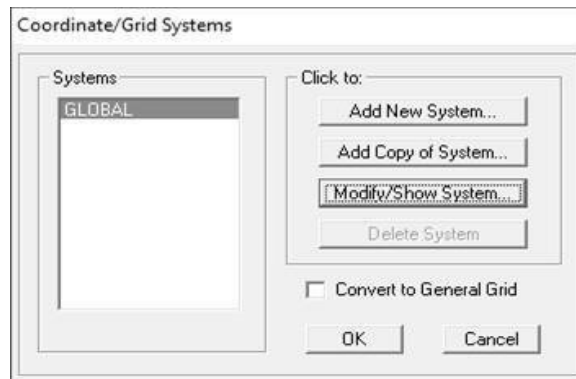 Coordinate/Grid Systems
Systems
GLOBAL
Click to:
Add New System...
Add Copy of System...
Modify/Show System...
Delete System
Convert to General Grid
OK
Cancel